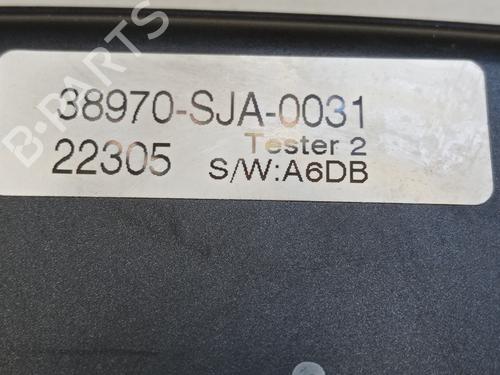 B-PARTS
38970-SJA-0031
Tester 2
22305 S/W:A6DB